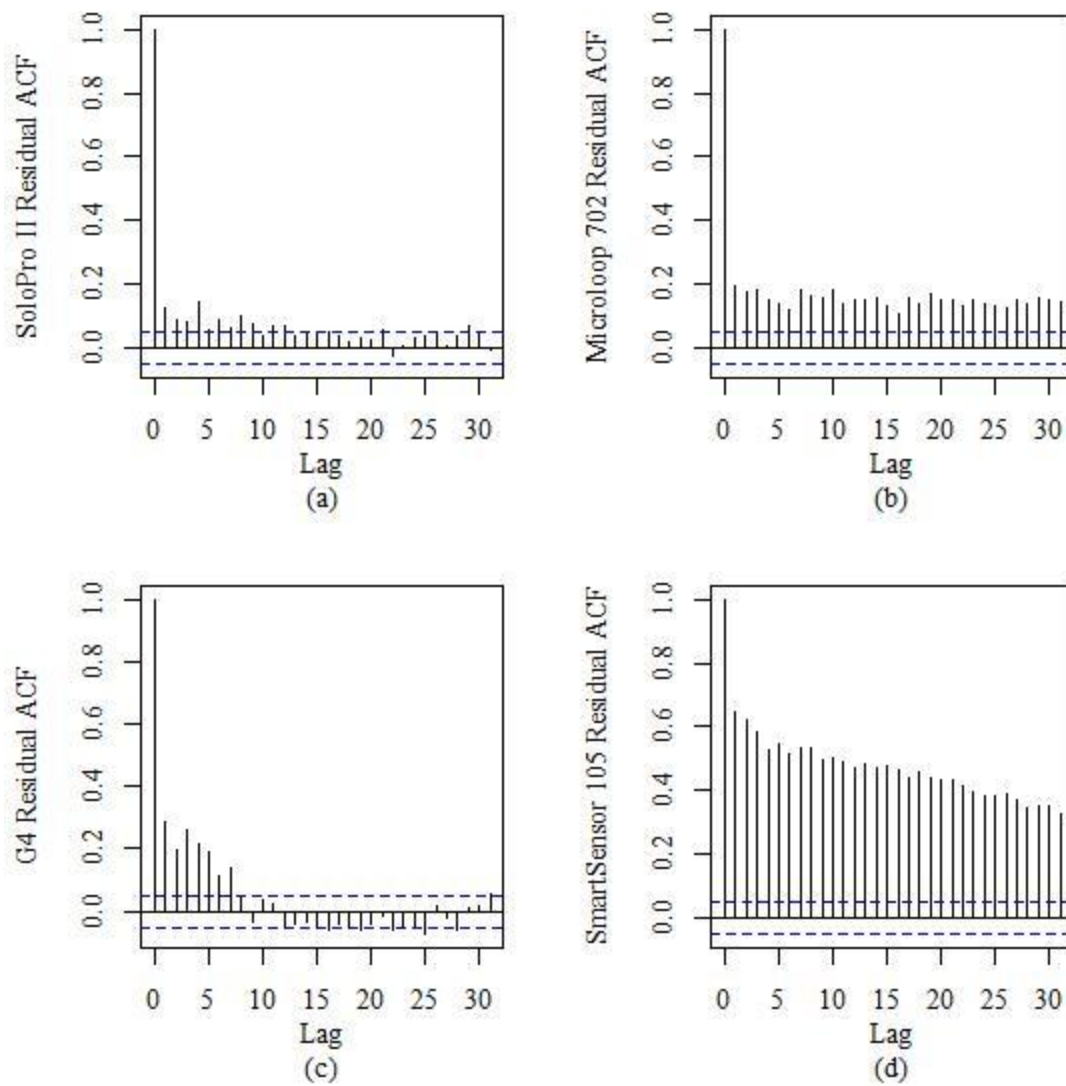 SoloPro II Residual ACF
1.0
0.8
0.6
0.4
0.2
0.0
0 5 10 15 20 25 30
Lag
(a)
Microloop 702 Residual ACF
1.0
0.8
0.6
0.4
0.2
0.0
0 5 10 15 20 25 30
Lag
(b)
G4 Residual ACF
1.0
0.8
0.6
0.4
0.2
0.0
0 5 10 15 20 25 30
Lag
(c)
SmartSensor 105 Residual ACF
1.0
0.8
0.6
0.4
0.2
0.0
0 5 10 15 20 25 30
Lag
(d)